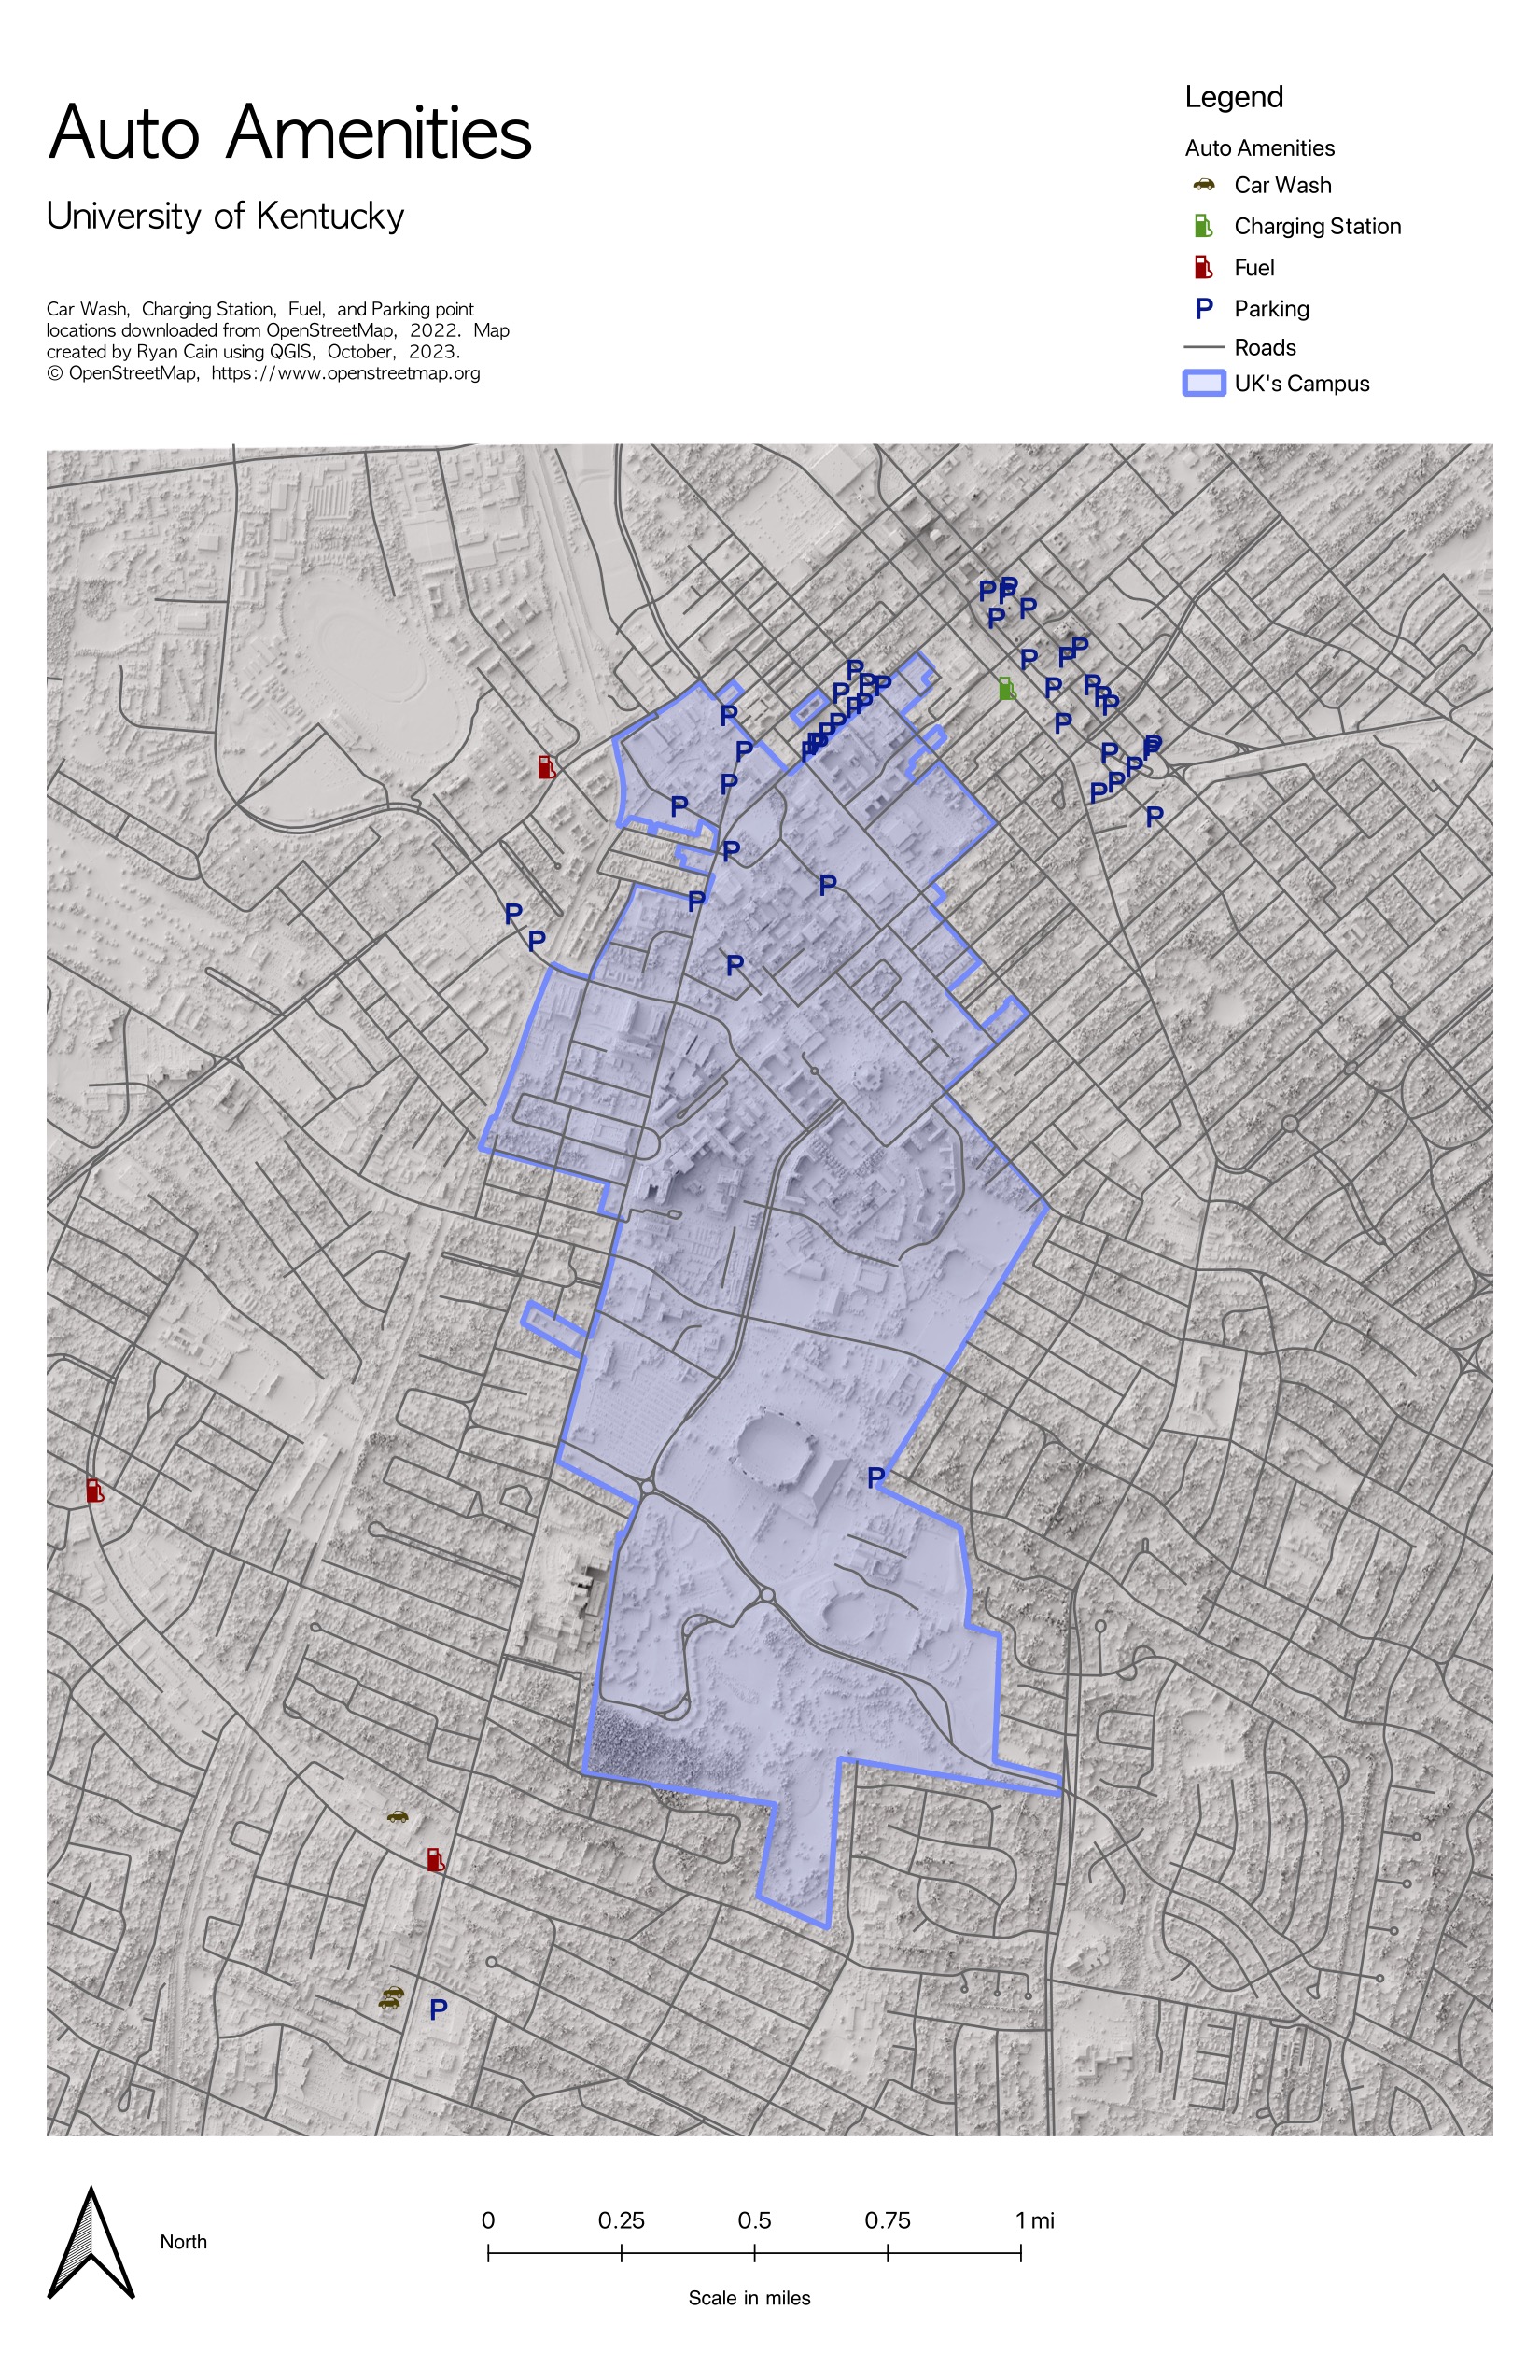 Auto Amenities
University of Kentucky
Car Wash, Charging Station, Fuel, and Parking point
locations downloaded from OpenStreetMap, 2022. Map
created by Ryan Cain using QGIS, October, 2023.
© OpenStreetMap, https://www.openstreetmap.org
Legend
Auto Amenities
Car Wash
Charging Station
Fuel
P Parking
Roads
UK's Campus
North
0 0.25 0.5 0.75 1 mi
Scale in miles